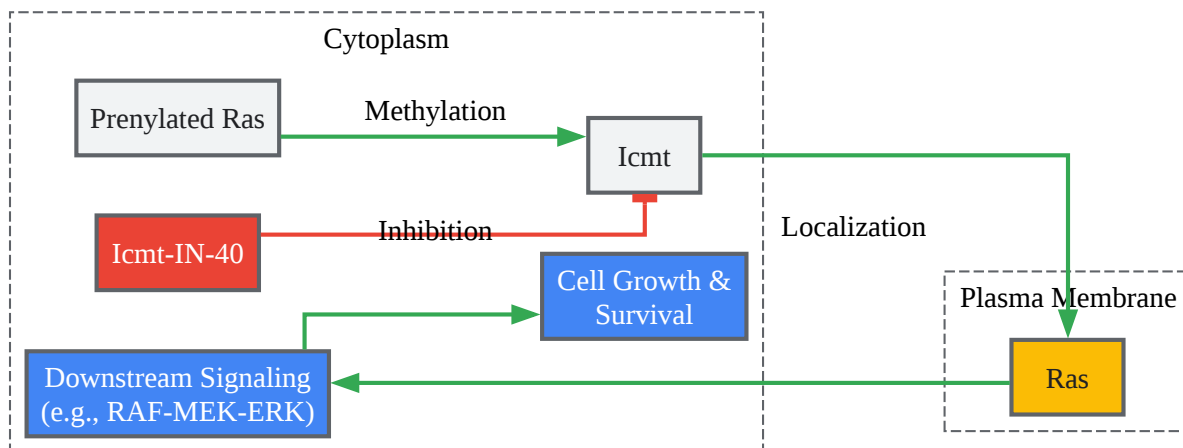 Cytoplasm
Prenylated Ras
Methylation
Icmt
Icmt-IN-40
Inhibition
Localization
Cell Growth &
Survival
Plasma Membrane
Downstream Signaling
(e.g., RAF-MEK-ERK)
Ras